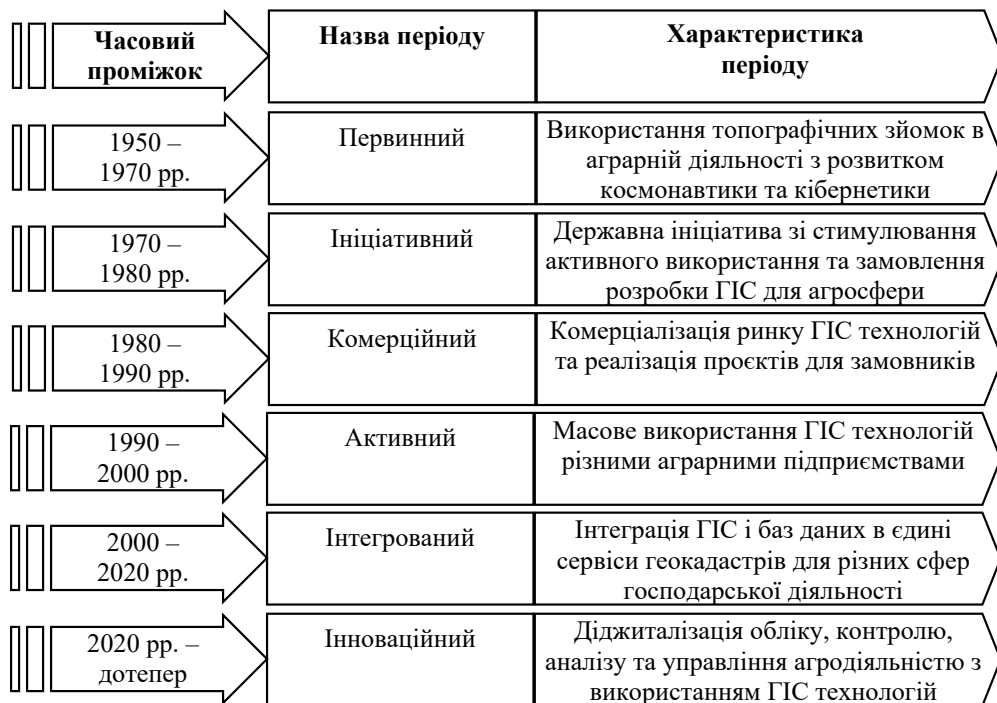 Часовий
проміжок
Назва періоду
Характеристика
періоду
1950 –
1970 рр.
Первинний
Використання топографічних зйомок в
аграрній діяльності з розвитком
космонавтики та кібернетики
1970 –
1980 рр.
Ініціативний
Державна ініціатива зі стимулювання
активного використання та замовлення
розробки ГІС для агросфери
1980 –
1990 рр.
Комерційний
Комерціалізація ринку ГІС технологій
та реалізація проєктів для замовників
1990 –
2000 рр.
Активний
Масове використання ГІС технологій
різними аграрними підприємствами
2000 –
2020 рр.
Інтегрований
Інтеграція ГІС і баз даних в єдині
сервіси геокадастрів для різних сфер
господарської діяльності
2020 рр. –
дотепер
Інноваційний
Діджиталізація обліку, контролю,
аналізу та управління агродіяльністю з
використанням ГІС технологій